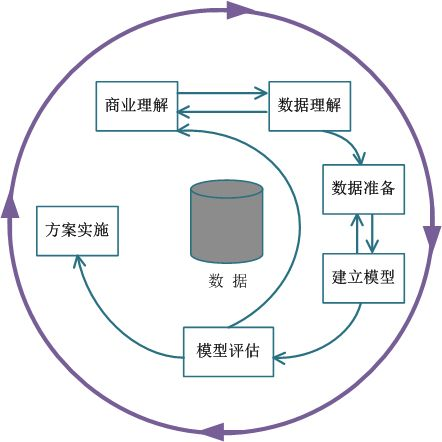 商业理解
数据理解
数据准备
方案实施
数 据
建立模型
模型评估